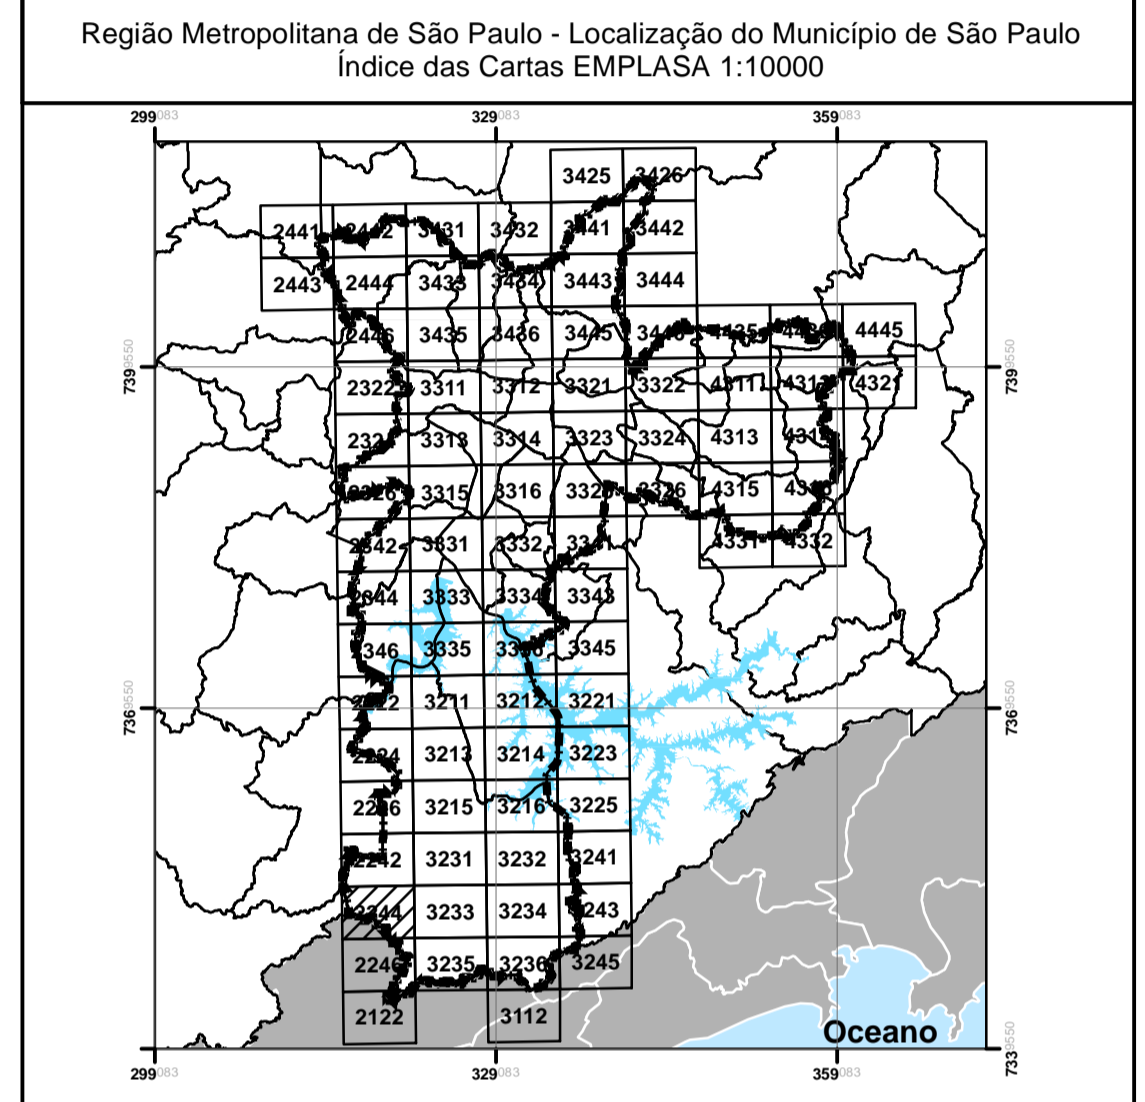 Região Metropolitana de São Paulo - Localização do Município de São Paulo
Índice das Cartas EMPLASA 1:10000
299083 329083 359083
3425 3426
2441 2442 3431 3432 3441 3442
2443 2444 3433 3434 3443 3444
2446 3435 3436 3445 3446 4435 4436 4445
7399550 7399550
2322 3311 3312 3321 3322 4311 4312 4321
2324 3313 3314 3323 3324 4313 4314
2326 3315 3316 3325 3326 4315 4316
2342 3331 3332 3341 4331 4332
2344 3333 3334 3343
2346 3335 3336 3345
2222 3211 3212 3221
7369550 7369550
2224 3213 3214 3223
2226 3215 3216 3225
2242 3231 3232 3241
2244 3233 3234 3243
2246 3235 3236 3245
2122 3112
Oceano
7339550
299083 329083 359083